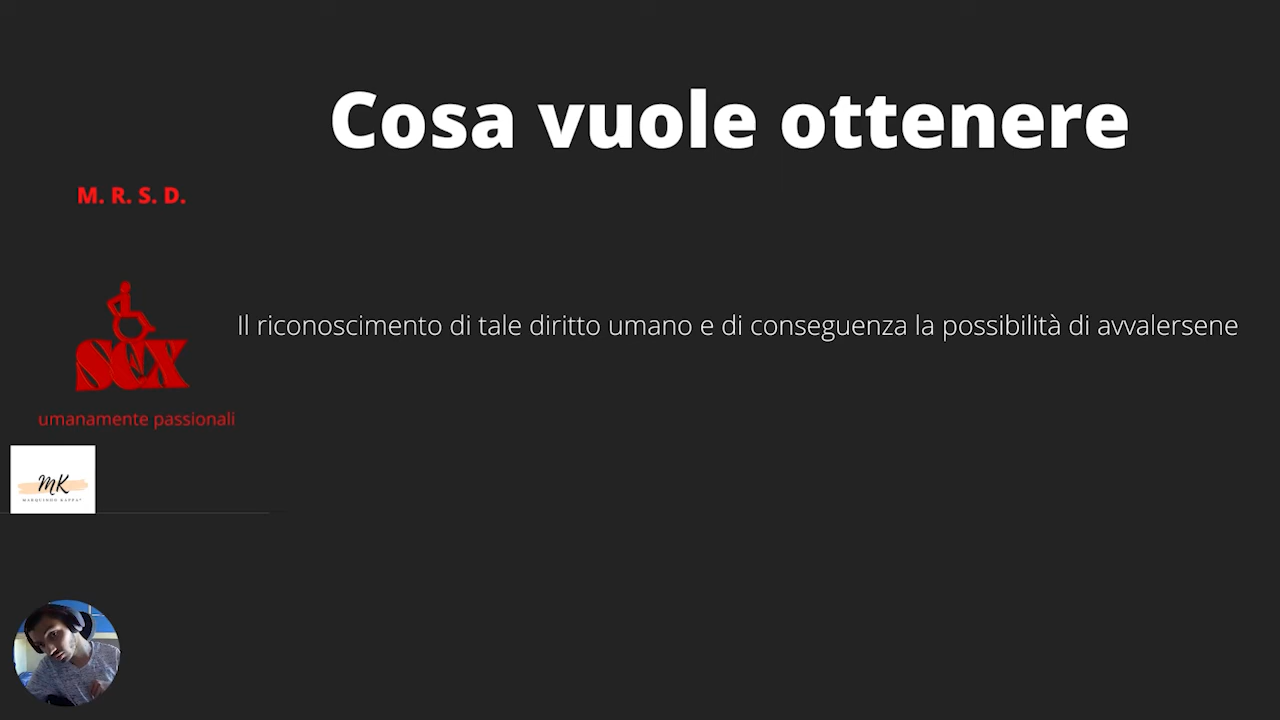 Cosa vuole ottenere
M. R. S. D.
Il riconoscimento di tale diritto umano e di conseguenza la possibilità di avvalersene
SEX
umanamente passionali
MK